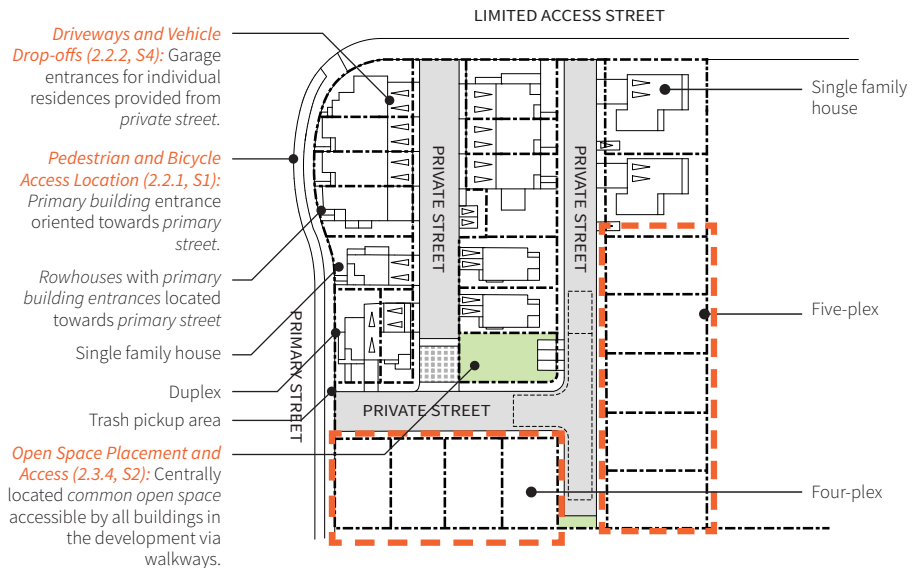 LIMITED ACCESS STREET
Driveways and Vehicle
Drop-offs (2.2.2, S4): Garage
entrances for individual
residences provided from
private street.
Pedestrian and Bicycle
Access Location (2.2.1, S1):
Primary building entrance
oriented towards primary
street.
Rowhouses with primary
building entrances located
towards primary street
Single family house
Duplex
Trash pickup area
Open Space Placement and
Access (2.3.4, S2): Centrally
located common open space
accessible by all buildings in
the development via
walkways.
PRIMARY STREET
PRIVATE STREET
PRIVATE STREET
PRIVATE STREET
Single family
house
Five-plex
Four-plex